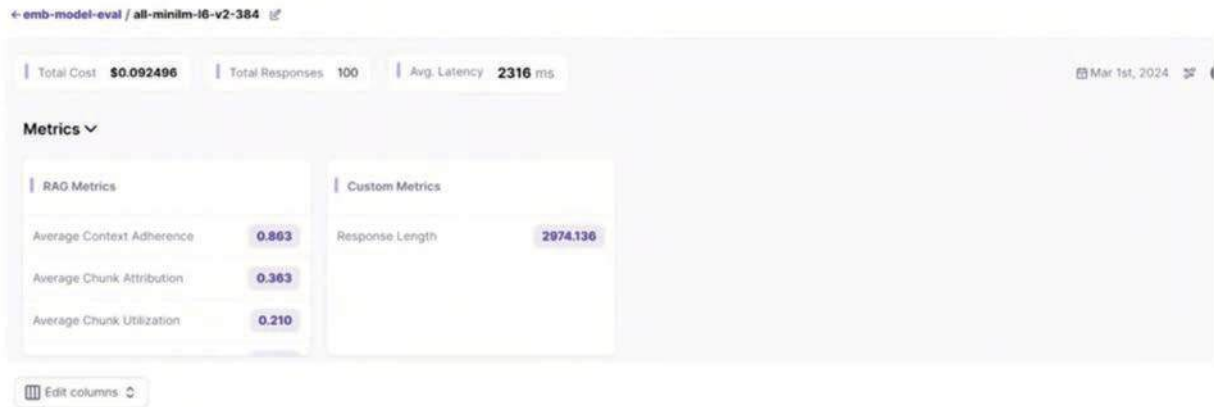 ← emb-model-eval / all-minilm-l6-v2-384
Total Cost $0.092496 Total Responses 100 Avg. Latency 2316 ms Mar 1st, 2024
Metrics
RAG Metrics
Average Context Adherence 0.863
Average Chunk Attribution 0.363
Average Chunk Utilization 0.210
Custom Metrics
Response Length 2974.136
Edit columns